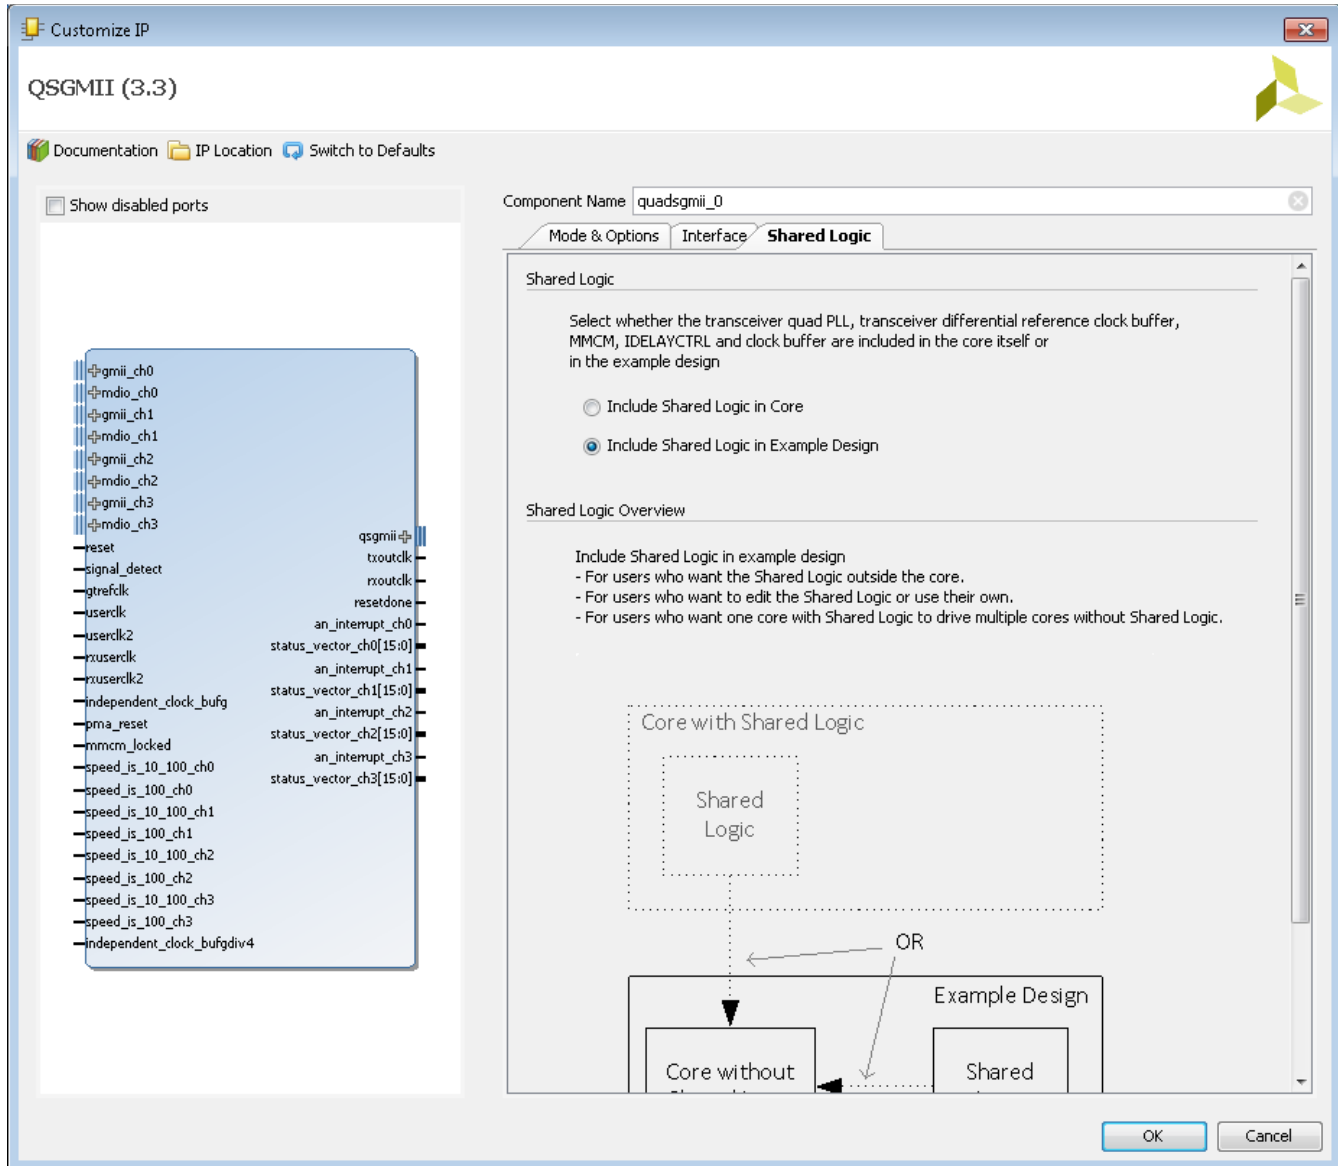 Customize IP
QSGMII (3.3)
Documentation IP Location Switch to Defaults
Show disabled ports
gmii_ch0
mdio_ch0
gmii_ch1
mdio_ch1
gmii_ch2
mdio_ch2
gmii_ch3
mdio_ch3
reset
signal_detect
gtrefclk
userclk
userclk2
rxuserclk
rxuserclk2
independent_clock_bufg
pma_reset
mmcm_locked
speed_is_10_100_ch0
speed_is_100_ch0
speed_is_10_100_ch1
speed_is_100_ch1
speed_is_10_100_ch2
speed_is_100_ch2
speed_is_10_100_ch3
speed_is_100_ch3
independent_clock_bufgdiv4
qsgmii
txoutclk
rxoutclk
resetdone
an_interrupt_ch0
status_vector_ch0[15:0]
an_interrupt_ch1
status_vector_ch1[15:0]
an_interrupt_ch2
status_vector_ch2[15:0]
an_interrupt_ch3
status_vector_ch3[15:0]
Component Name quadsgmii_0
Mode & Options Interface Shared Logic
Shared Logic
Select whether the transceiver quad PLL, transceiver differential reference clock buffer,
MMCM, IDELAYCTRL and clock buffer are included in the core itself or
in the example design
Include Shared Logic in Core
Include Shared Logic in Example Design
Shared Logic Overview
Include Shared Logic in example design
- For users who want the Shared Logic outside the core.
- For users who want to edit the Shared Logic or use their own.
- For users who want one core with Shared Logic to drive multiple cores without Shared Logic.
Core with Shared Logic
Shared
Logic
OR
Example Design
Core without
Shared
OK Cancel